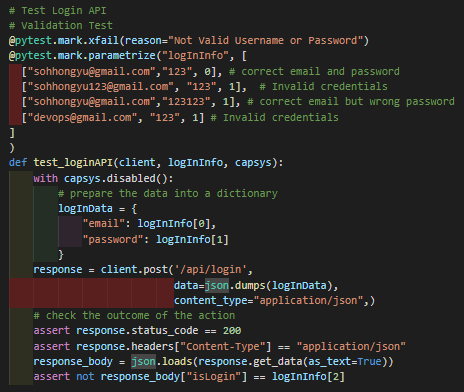 # Test Login API
# Validation Test
@pytest.mark.xfail(reason="Not Valid Username or Password")
@pytest.mark.parametrize("logInInfo", [
    ["sohhongyu@gmail.com","123", 0], # correct email and password
    ["sohhongyu123@gmail.com", "123", 1],  # Invalid credentials
    ["sohhongyu@gmail.com","123123", 1], # correct email but wrong password
    ["devops@gmail.com", "123", 1] # Invalid credentials
]
)
def test_loginAPI(client, logInInfo, capsys):
    with capsys.disabled():
        # prepare the data into a dictionary
        logInData = {
            "email": logInInfo[0],
            "password": logInInfo[1]
        }
    response = client.post('/api/login',
                            data=json.dumps(logInData),
                            content_type="application/json",)
    # check the outcome of the action
    assert response.status_code == 200
    assert response.headers["Content-Type"] == "application/json"
    response_body = json.loads(response.get_data(as_text=True))
    assert not response_body["isLogin"] == logInInfo[2]